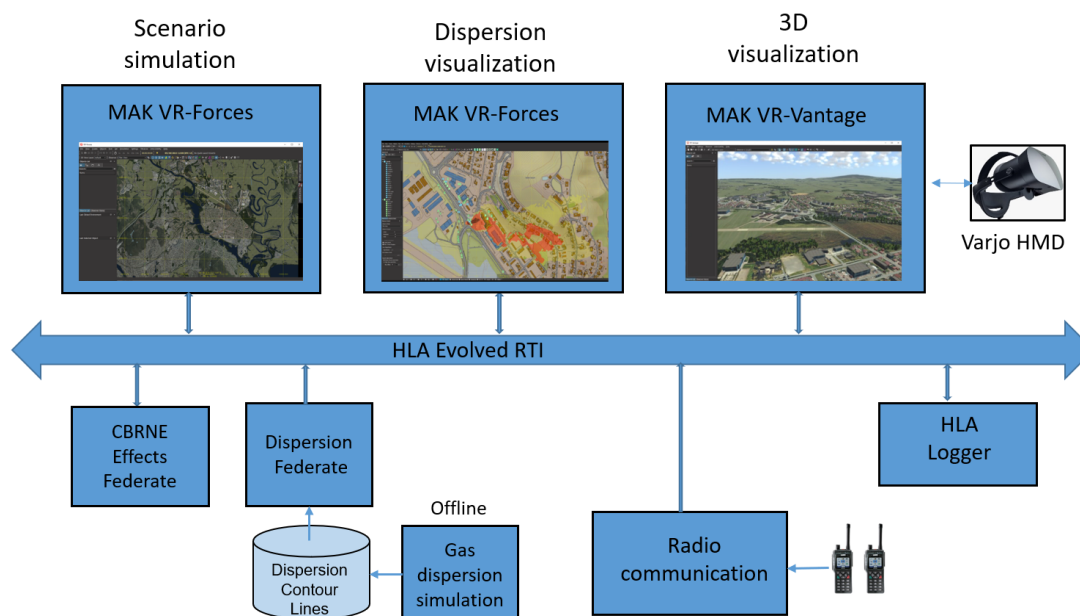 Scenario
simulation
Dispersion
visualization
3D
visualization
MAK VR-Forces
MAK VR-Forces
MAK VR-Vantage
Varjo HMD
HLA Evolved RTI
CBRNE
Effects
Federate
Dispersion
Federate
HLA
Logger
Offline
Dispersion
Contour
Lines
Gas
dispersion
simulation
Radio
communication